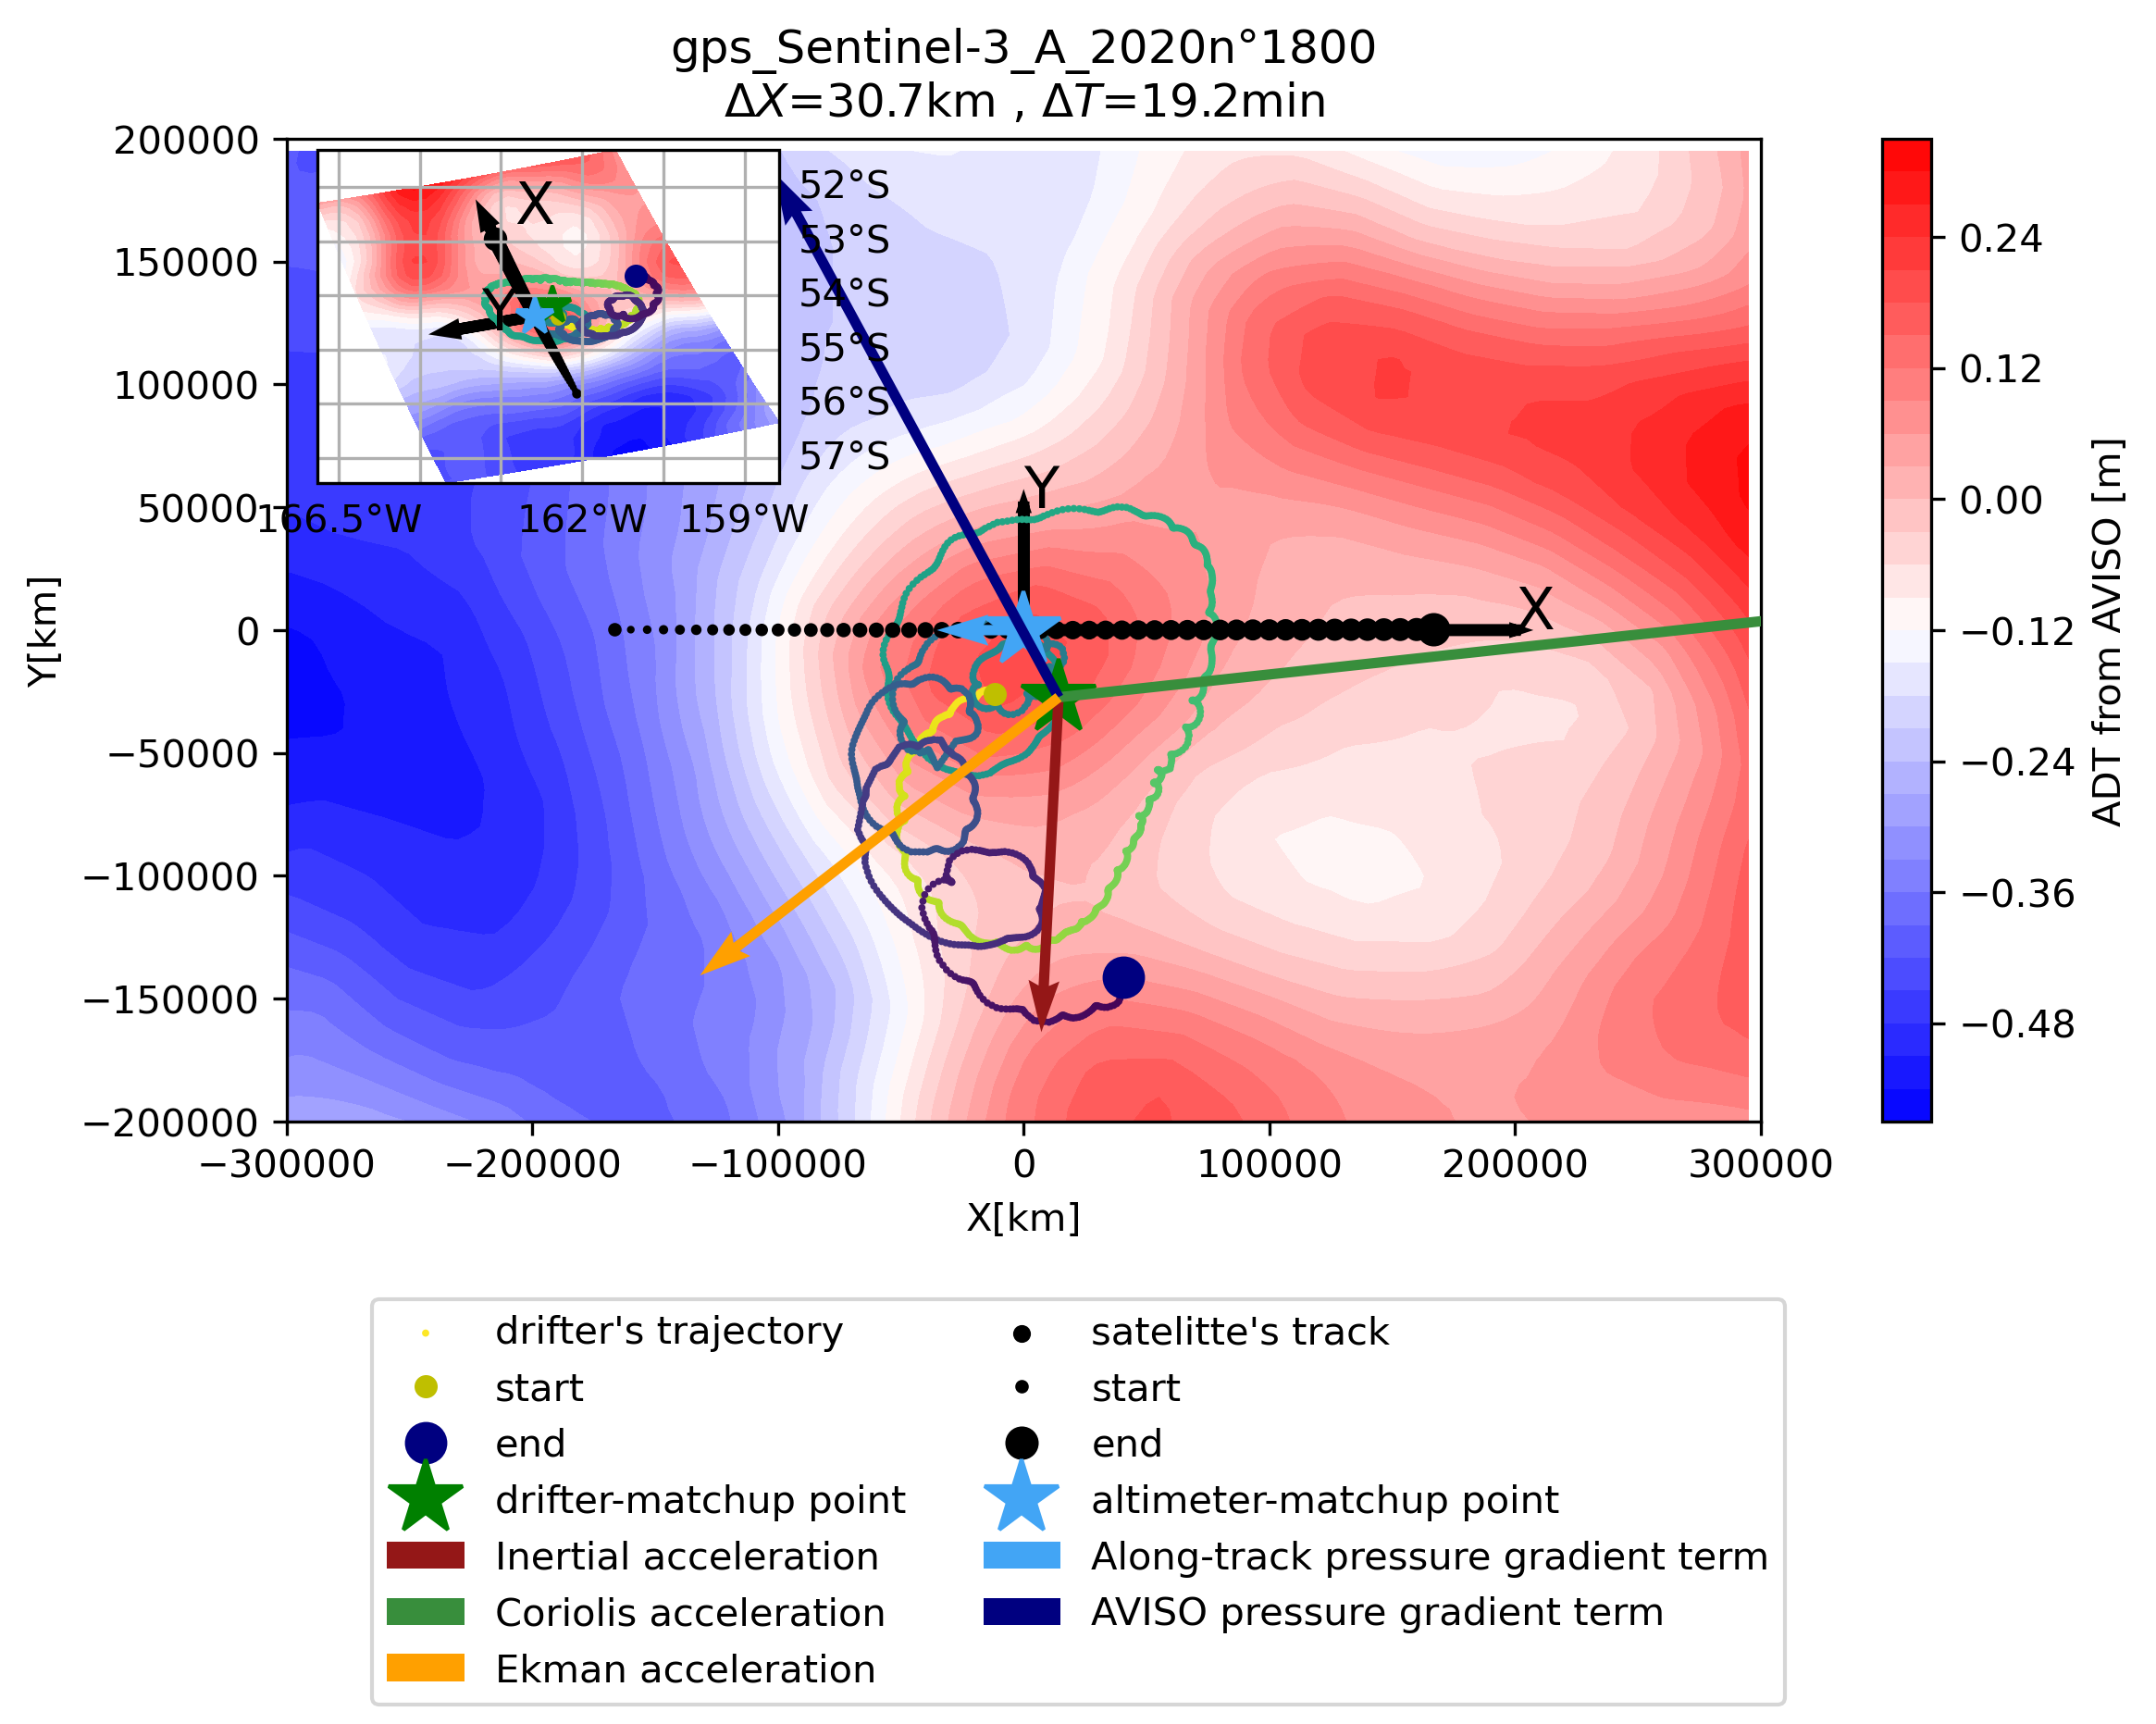 gps_Sentinel-3_A_2020n°1800
ΔX=30.7km , ΔT=19.2min
200000
150000
100000
50000
0
−50000
−100000
−150000
−200000
Y[km]
X
Y
52°S
53°S
54°S
55°S
56°S
57°S
166.5°W
162°W
159°W
Y
X
−300000
−200000
−100000
0
100000
200000
300000
X[km]
0.24
0.12
0.00
−0.12
−0.24
−0.36
−0.48
ADT from AVISO [m]
drifter's trajectory
start
end
drifter-matchup point
Inertial acceleration
Coriolis acceleration
Ekman acceleration
satelitte's track
start
end
altimeter-matchup point
Along-track pressure gradient term
AVISO pressure gradient term